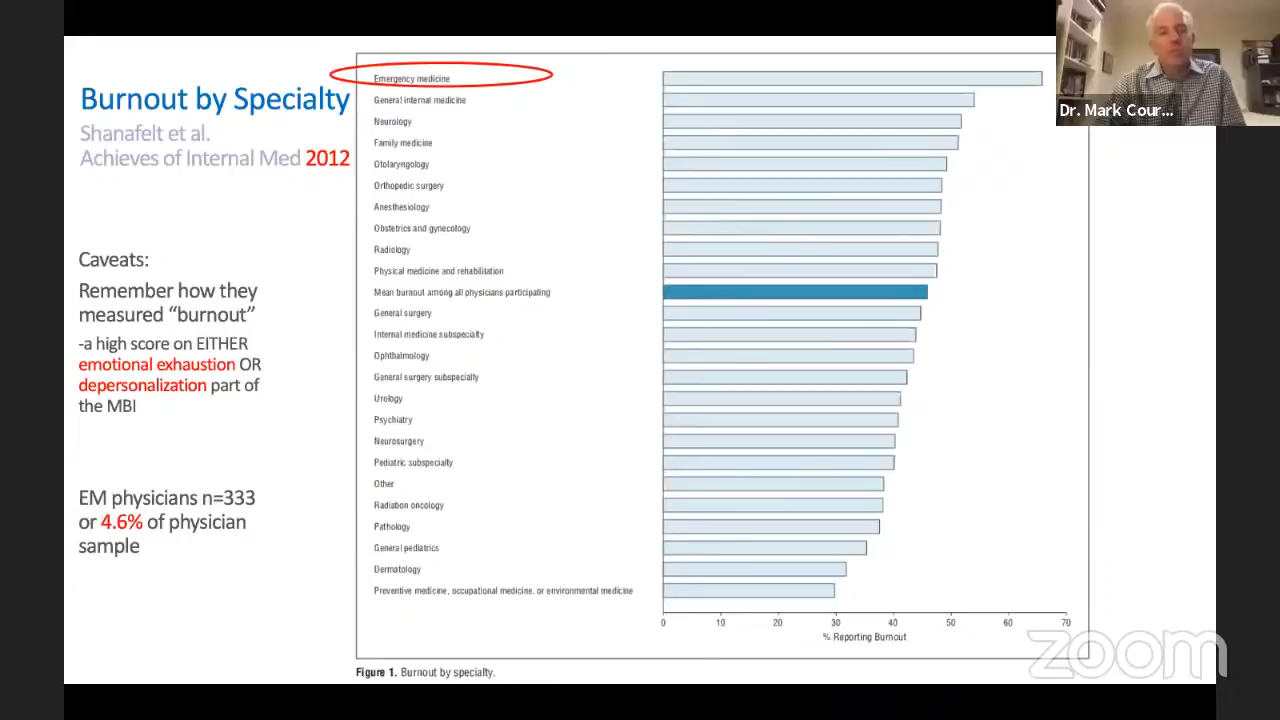 Burnout by Specialty
Shanafelt et al.
Achieves of Internal Med 2012
Caveats:
Remember how they
measured “burnout”
-a high score on EITHER
emotional exhaustion OR
depersonalization part of
the MBI
EM physicians n=333
or 4.6% of physician
sample
Emergency medicine
General internal medicine
Neurology
Family medicine
Otolaryngology
Orthopedic surgery
Anesthesiology
Obstetrics and gynecology
Radiology
Physical medicine and rehabilitation
Mean burnout among all physicians participating
General surgery
Internal medicine subspecialty
Ophthalmology
General surgery subspecialty
Urology
Psychiatry
Neurosurgery
Pediatric subspecialty
Other
Radiation oncology
Pathology
General pediatrics
Dermatology
Preventive medicine, occupational medicine, or environmental medicine
0 10 20 30 40 50 60 70
% Reporting Burnout
Figure 1. Burnout by specialty.
Dr. Mark Cour...
zoom